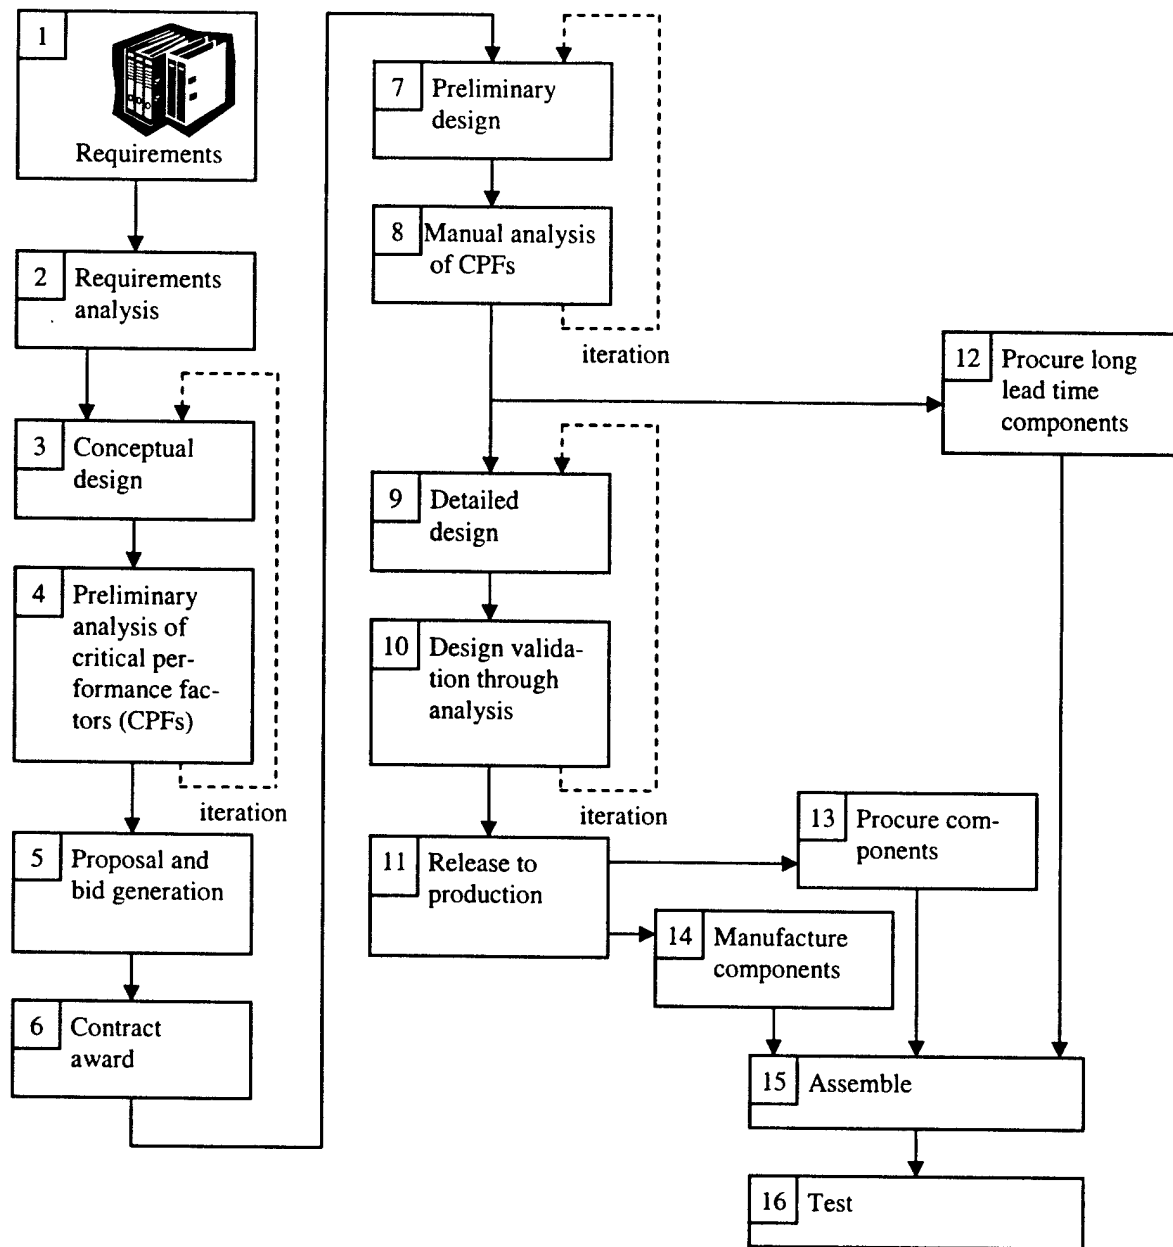 1
Requirements
2
Requirements
analysis
3
Conceptual
design
4
Preliminary
analysis of
critical per-
formance fac-
tors (CPFs)
iteration
5
Proposal and
bid generation
6
Contract
award
7
Preliminary
design
8
Manual analysis
of CPFs
iteration
9
Detailed
design
10
Design valida-
tion through
analysis
iteration
11
Release to
production
12
Procure long
lead time
components
13
Procure com-
ponents
14
Manufacture
components
15
Assemble
16
Test